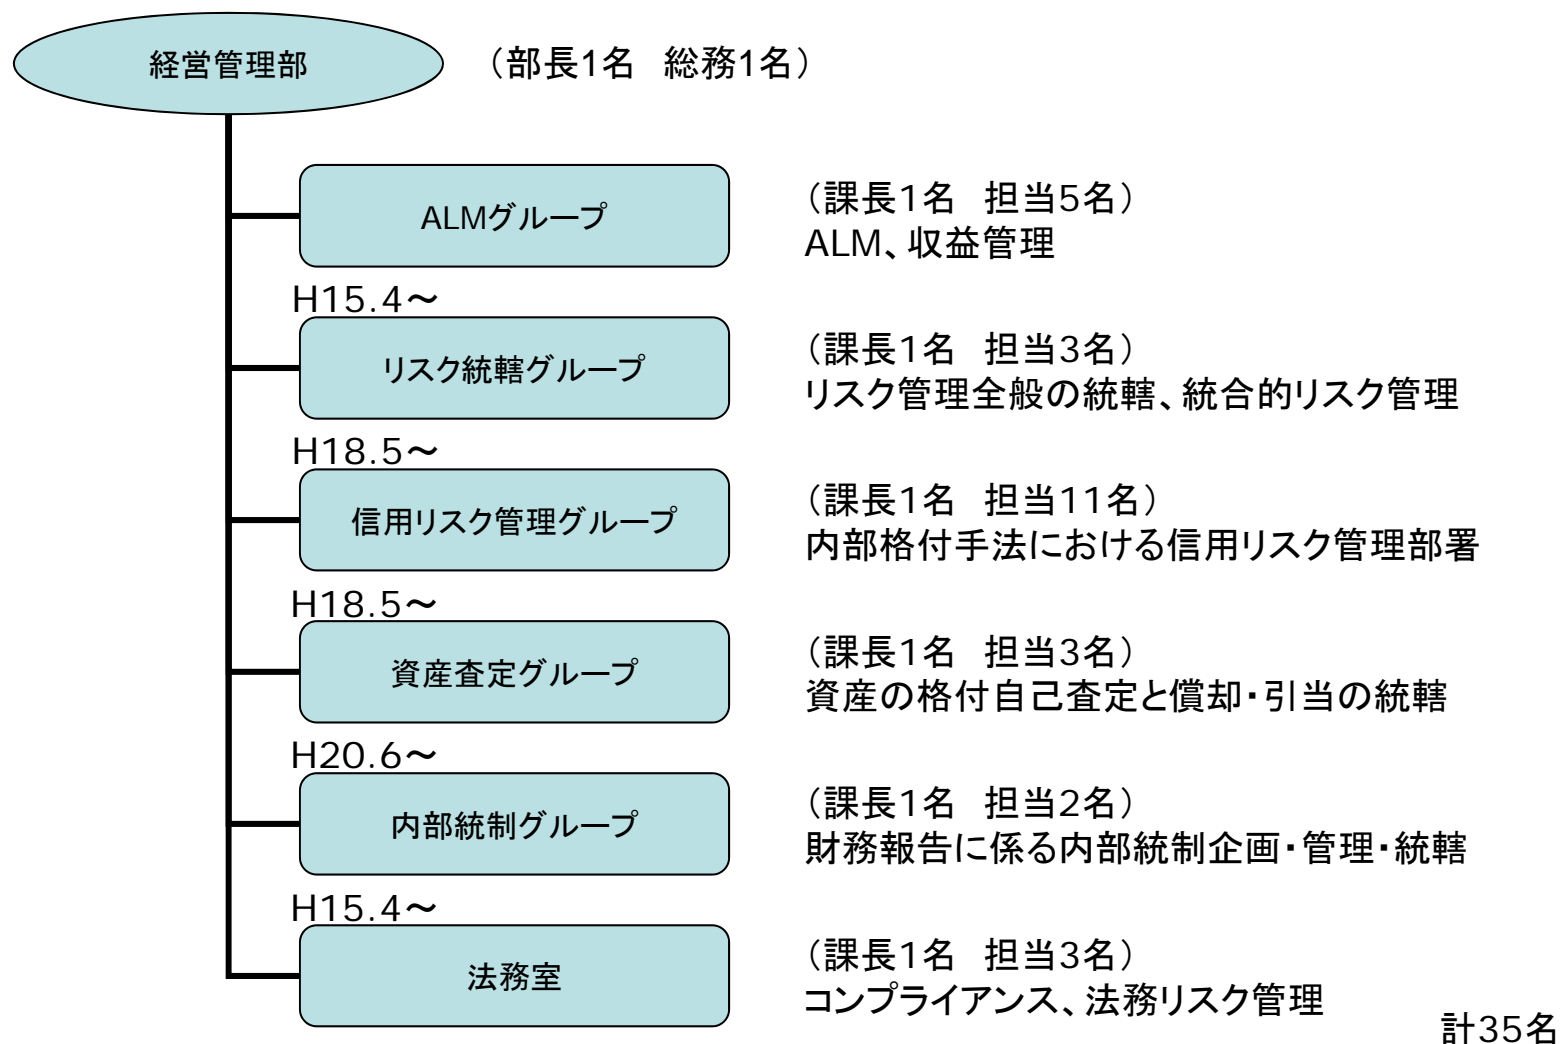 経営管理部 （部長1名　総務1名）
ALMグループ
（課長1名　担当5名）
ALM、収益管理
H15.4～
リスク統轄グループ
（課長1名　担当3名）
リスク管理全般の統轄、統合的リスク管理
H18.5～
信用リスク管理グループ
（課長1名　担当11名）
内部格付手法における信用リスク管理部署
H18.5～
資産査定グループ
（課長1名　担当3名）
資産の格付自己査定と償却・引当の統轄
H20.6～
内部統制グループ
（課長1名　担当2名）
財務報告に係る内部統制企画・管理・統轄
H15.4～
法務室
（課長1名　担当3名）
コンプライアンス、法務リスク管理
計35名